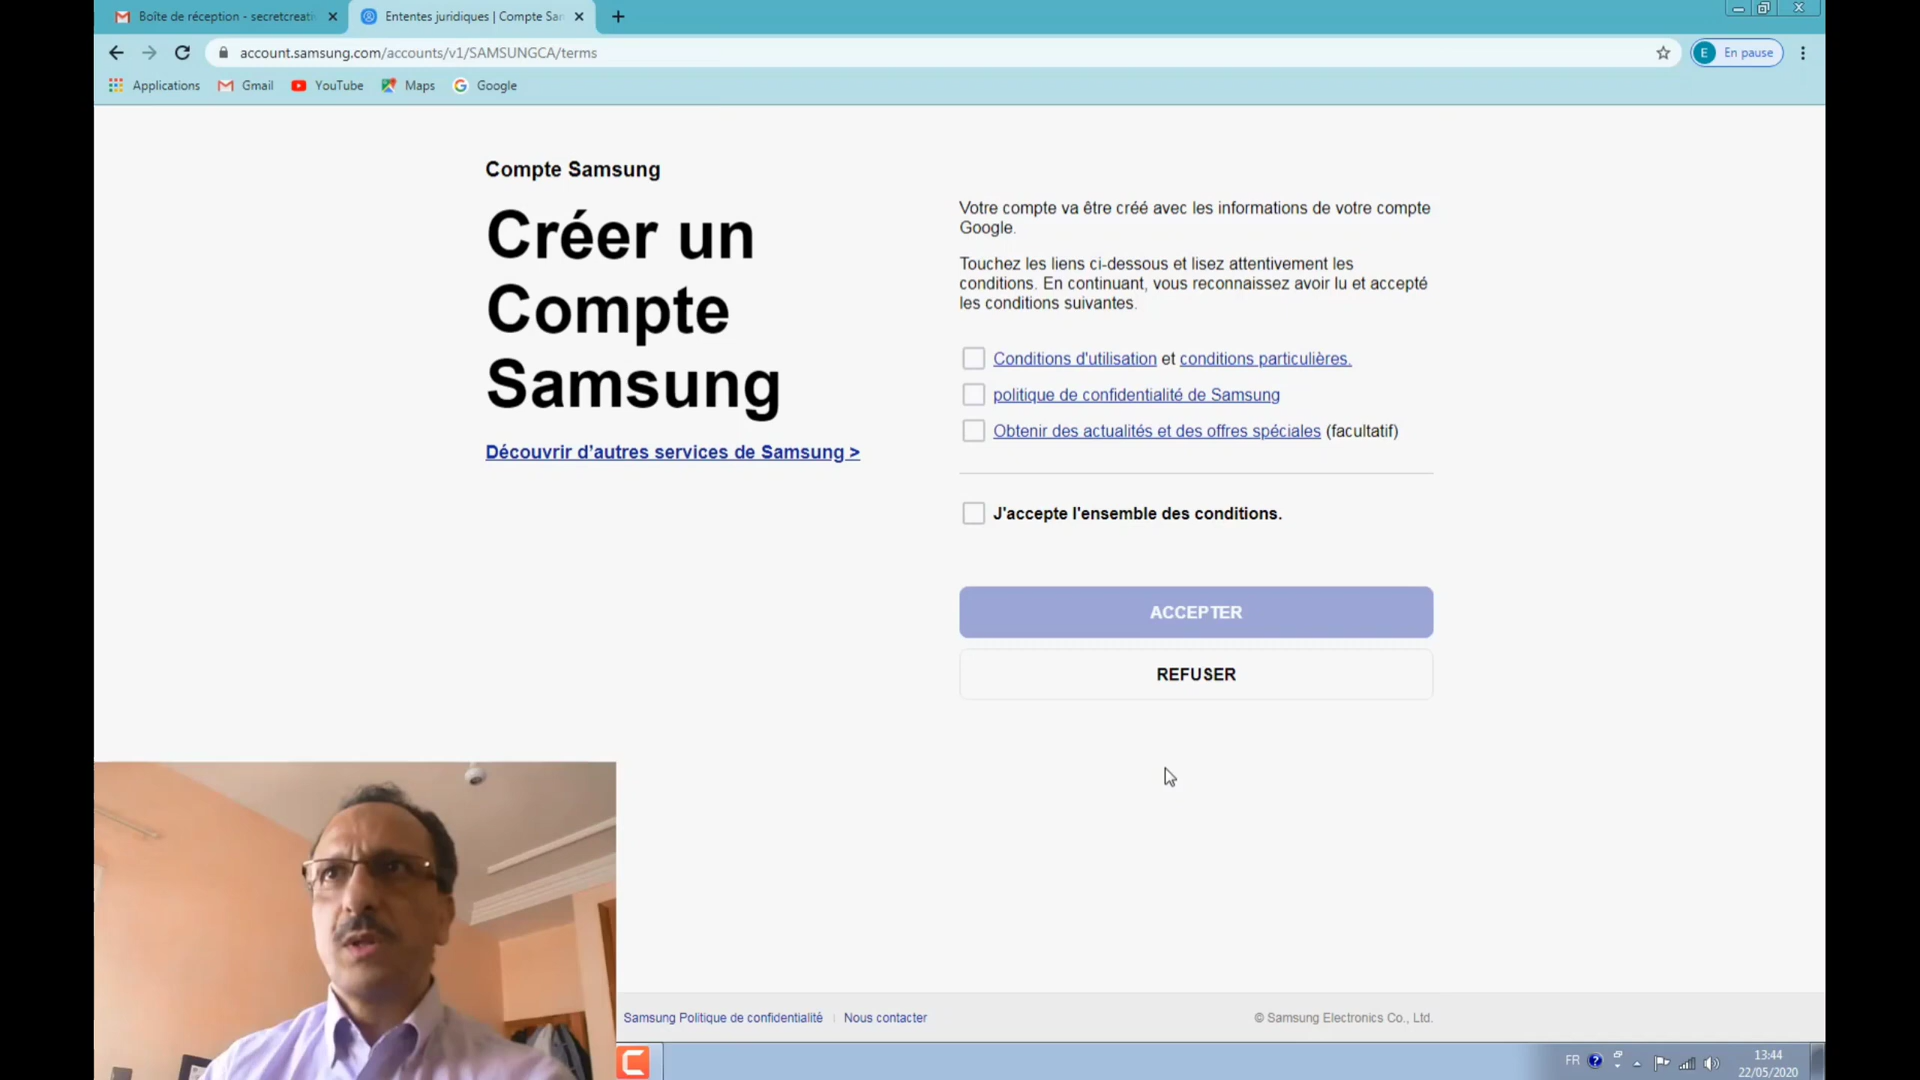 Boîte de réception - secretcreati
Ententes juridiques | Compte Sam
account.samsung.com/accounts/v1/SAMSUNGCA/terms
E En pause
Applications Gmail YouTube Maps Google
Compte Samsung
Créer un
Compte
Samsung
Découvrir d’autres services de Samsung >
Votre compte va être créé avec les informations de votre compte
Google.
Touchez les liens ci-dessous et lisez attentivement les
conditions. En continuant, vous reconnaissez avoir lu et accepté
les conditions suivantes.
Conditions d'utilisation et conditions particulières.
politique de confidentialité de Samsung
Obtenir des actualités et des offres spéciales (facultatif)
J'accepte l'ensemble des conditions.
ACCEPTER
REFUSER
Samsung Politique de confidentialité | Nous contacter
© Samsung Electronics Co., Ltd.
FR
13:44
22/05/2020